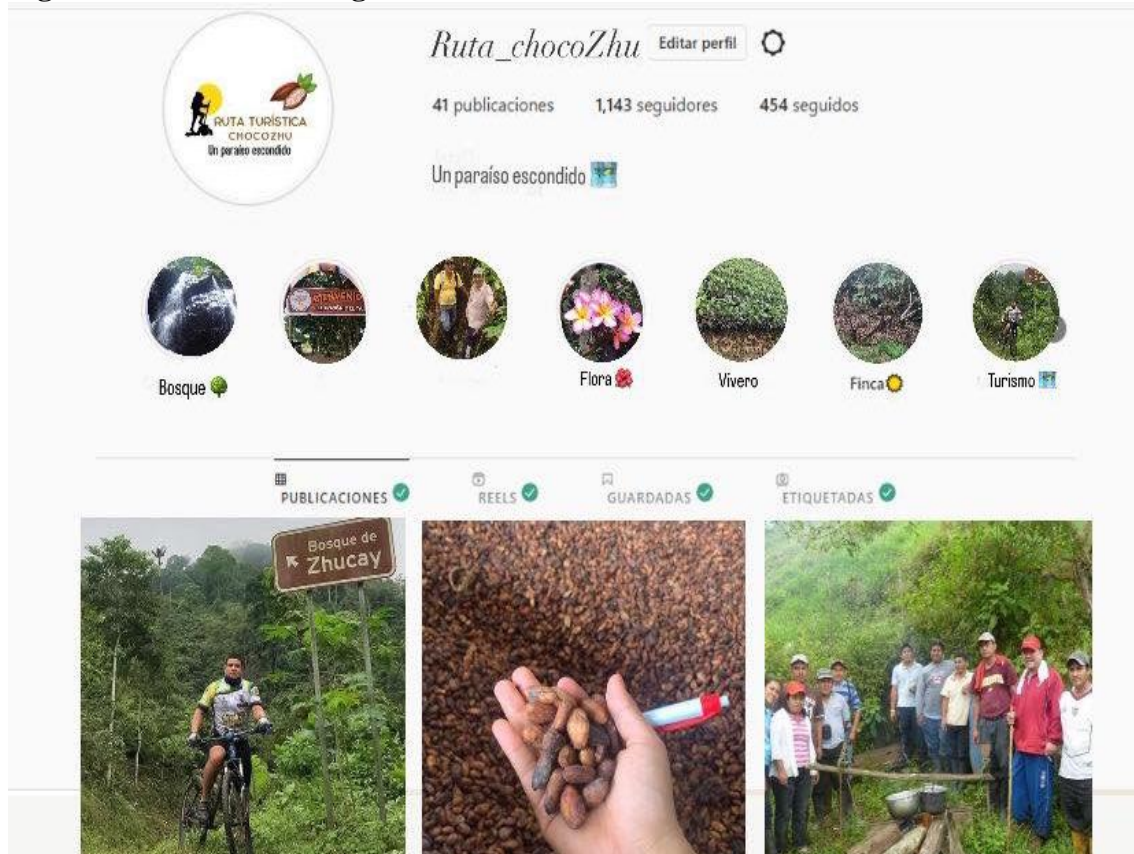 Ruta_chocoZhu Editar perfil
41 publicaciones 1,143 seguidores 454 seguidos
Un paraíso escondido
RUTA TURÍSTICA
CHOCOZHU
Un paraíso escondido
BIENVENID
Bosque
Flora
Vivero
Finca
Turismo
PUBLICACIONES
REELS
GUARDADAS
ETIQUETADAS
Bosque de
Zhucay